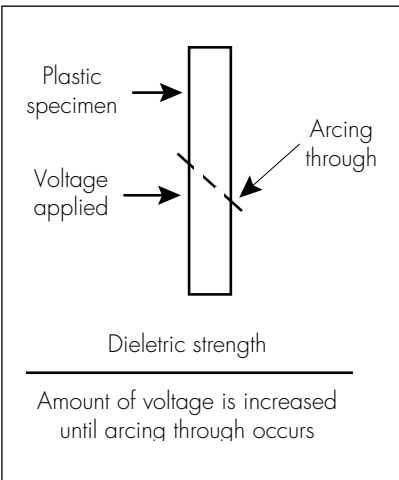 Plastic
specimen
Arcing
through
Voltage
applied
Dieletric strength
Amount of voltage is increased
until arcing through occurs